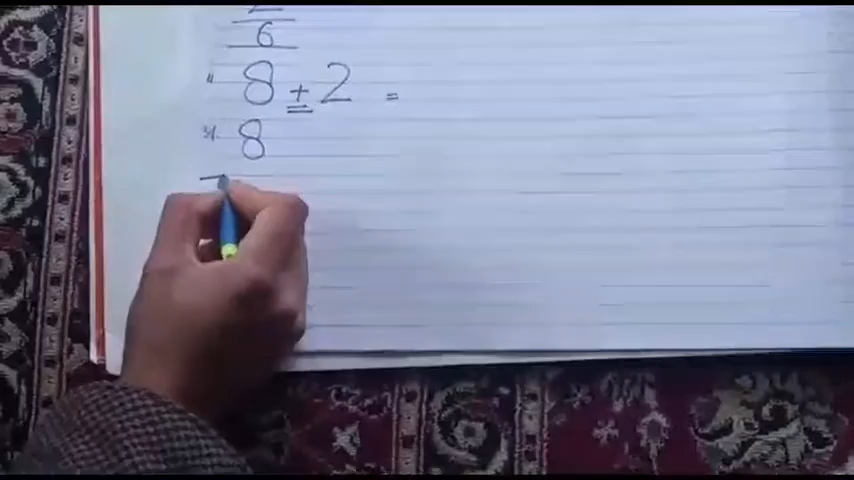 6
" 8 + 2 =
8